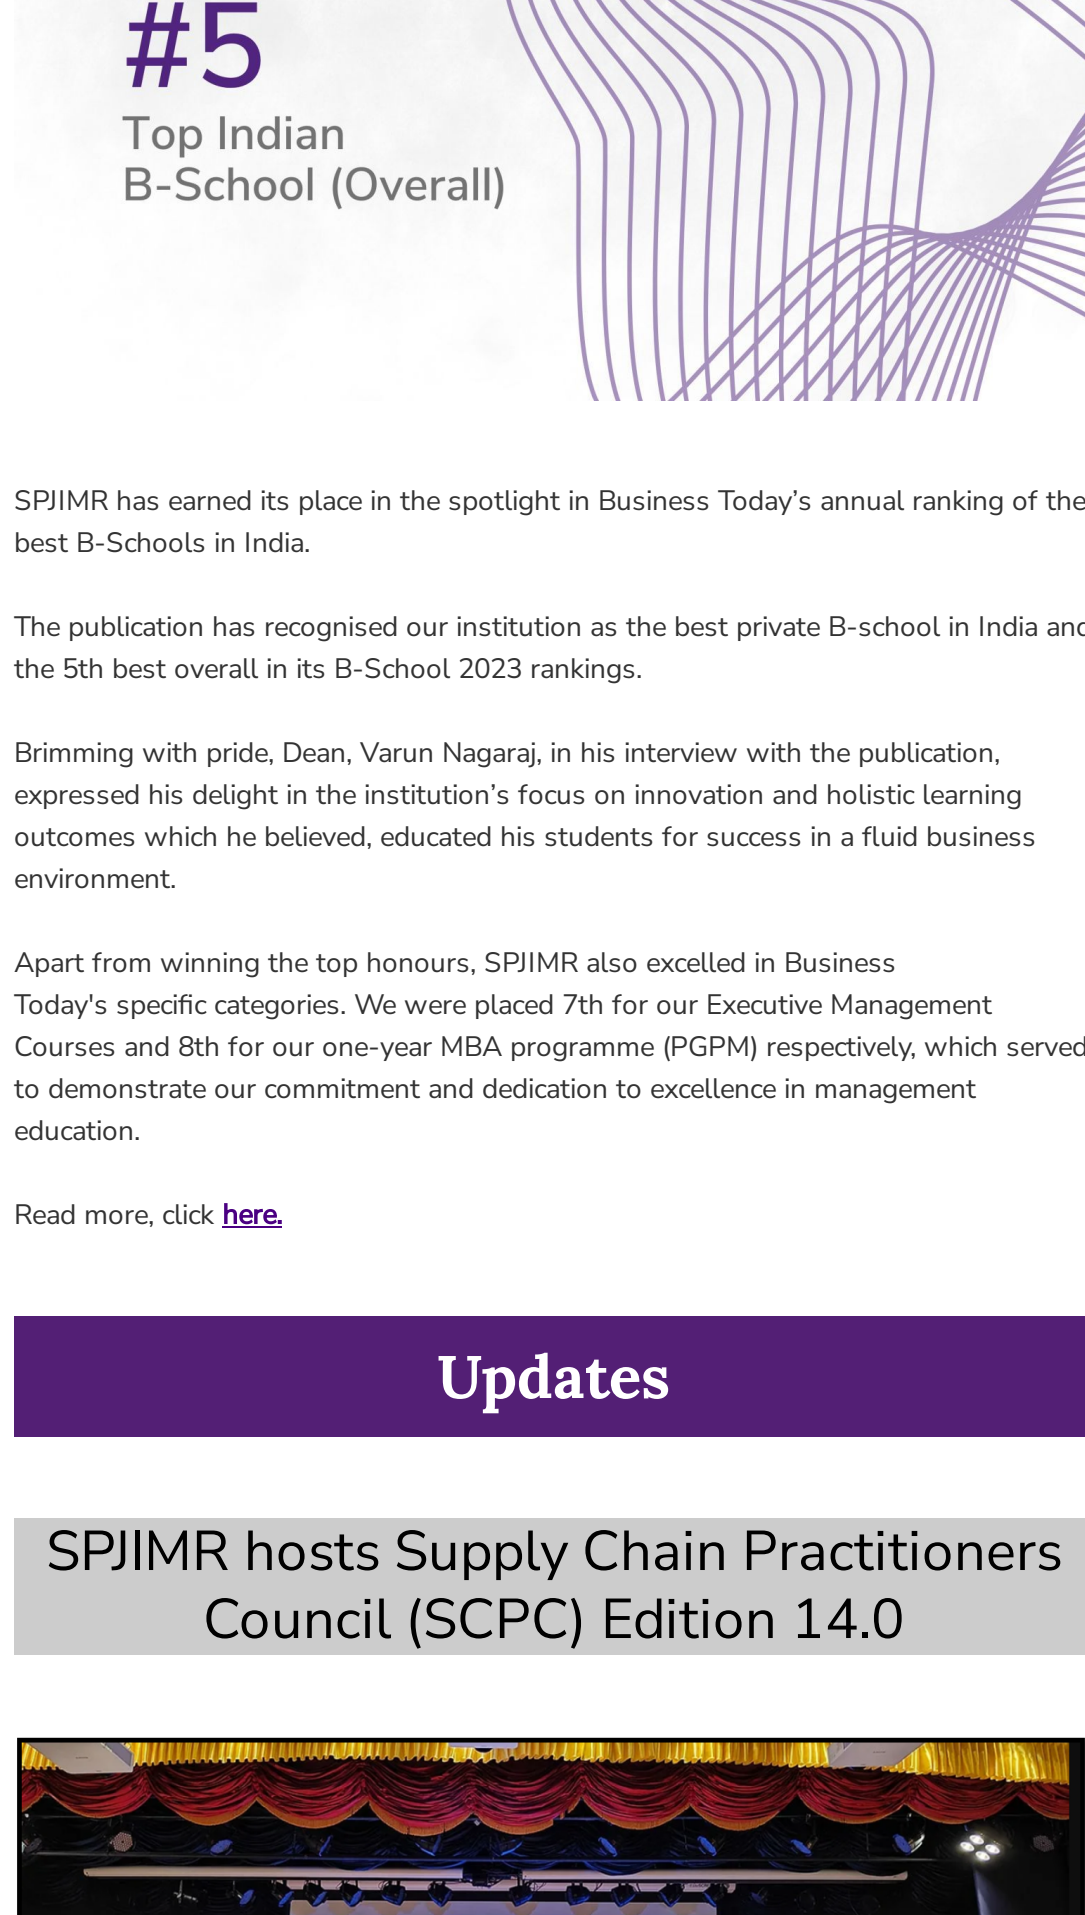 #5
Top Indian
B-School (Overall)
SPJIMR has earned its place in the spotlight in Business Today’s annual ranking of the
best B-Schools in India.
The publication has recognised our institution as the best private B-school in India and
the 5th best overall in its B-School 2023 rankings.
Brimming with pride, Dean, Varun Nagaraj, in his interview with the publication,
expressed his delight in the institution’s focus on innovation and holistic learning
outcomes which he believed, educated his students for success in a fluid business
environment.
Apart from winning the top honours, SPJIMR also excelled in Business
Today's specific categories. We were placed 7th for our Executive Management
Courses and 8th for our one-year MBA programme (PGPM) respectively, which served
to demonstrate our commitment and dedication to excellence in management
education.
Read more, click here.
Updates
SPJIMR hosts Supply Chain Practitioners
Council (SCPC) Edition 14.0